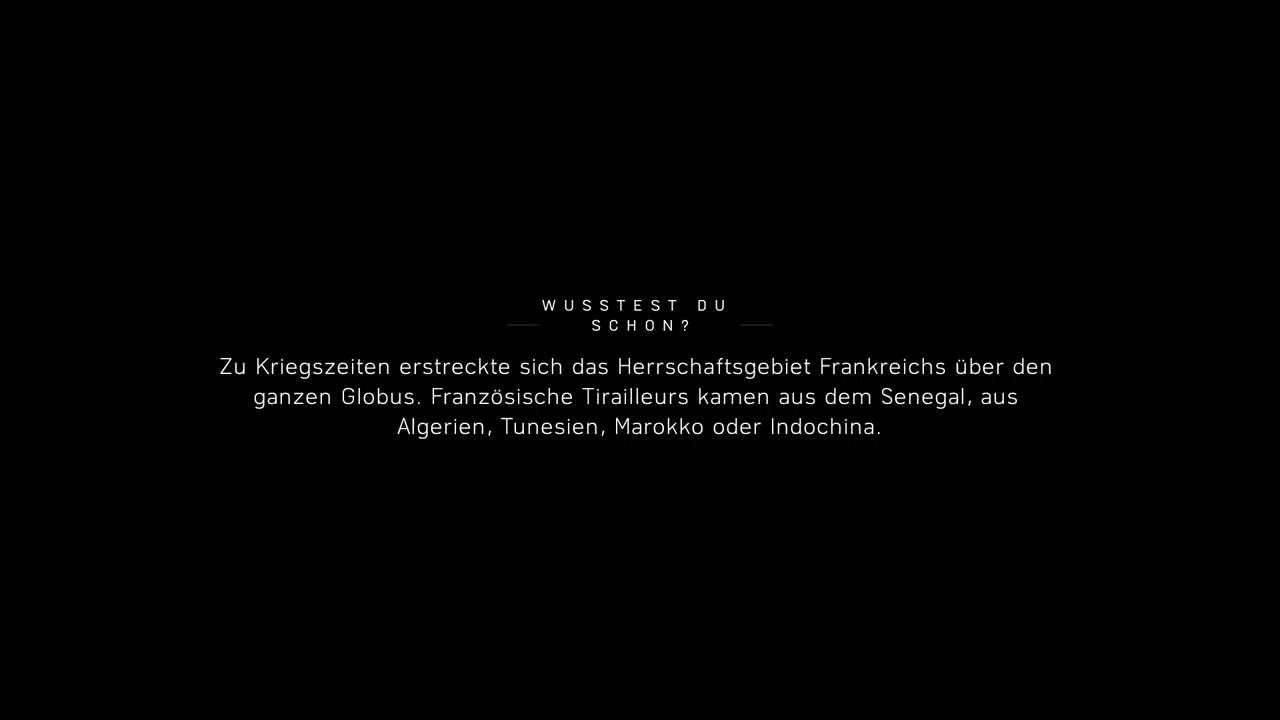 WUSSTEST DU
SCHON?
Zu Kriegszeiten erstreckte sich das Herrschaftsgebiet Frankreichs über den
ganzen Globus. Französische Tirailleurs kamen aus dem Senegal, aus
Algerien, Tunesien, Marokko oder Indochina.